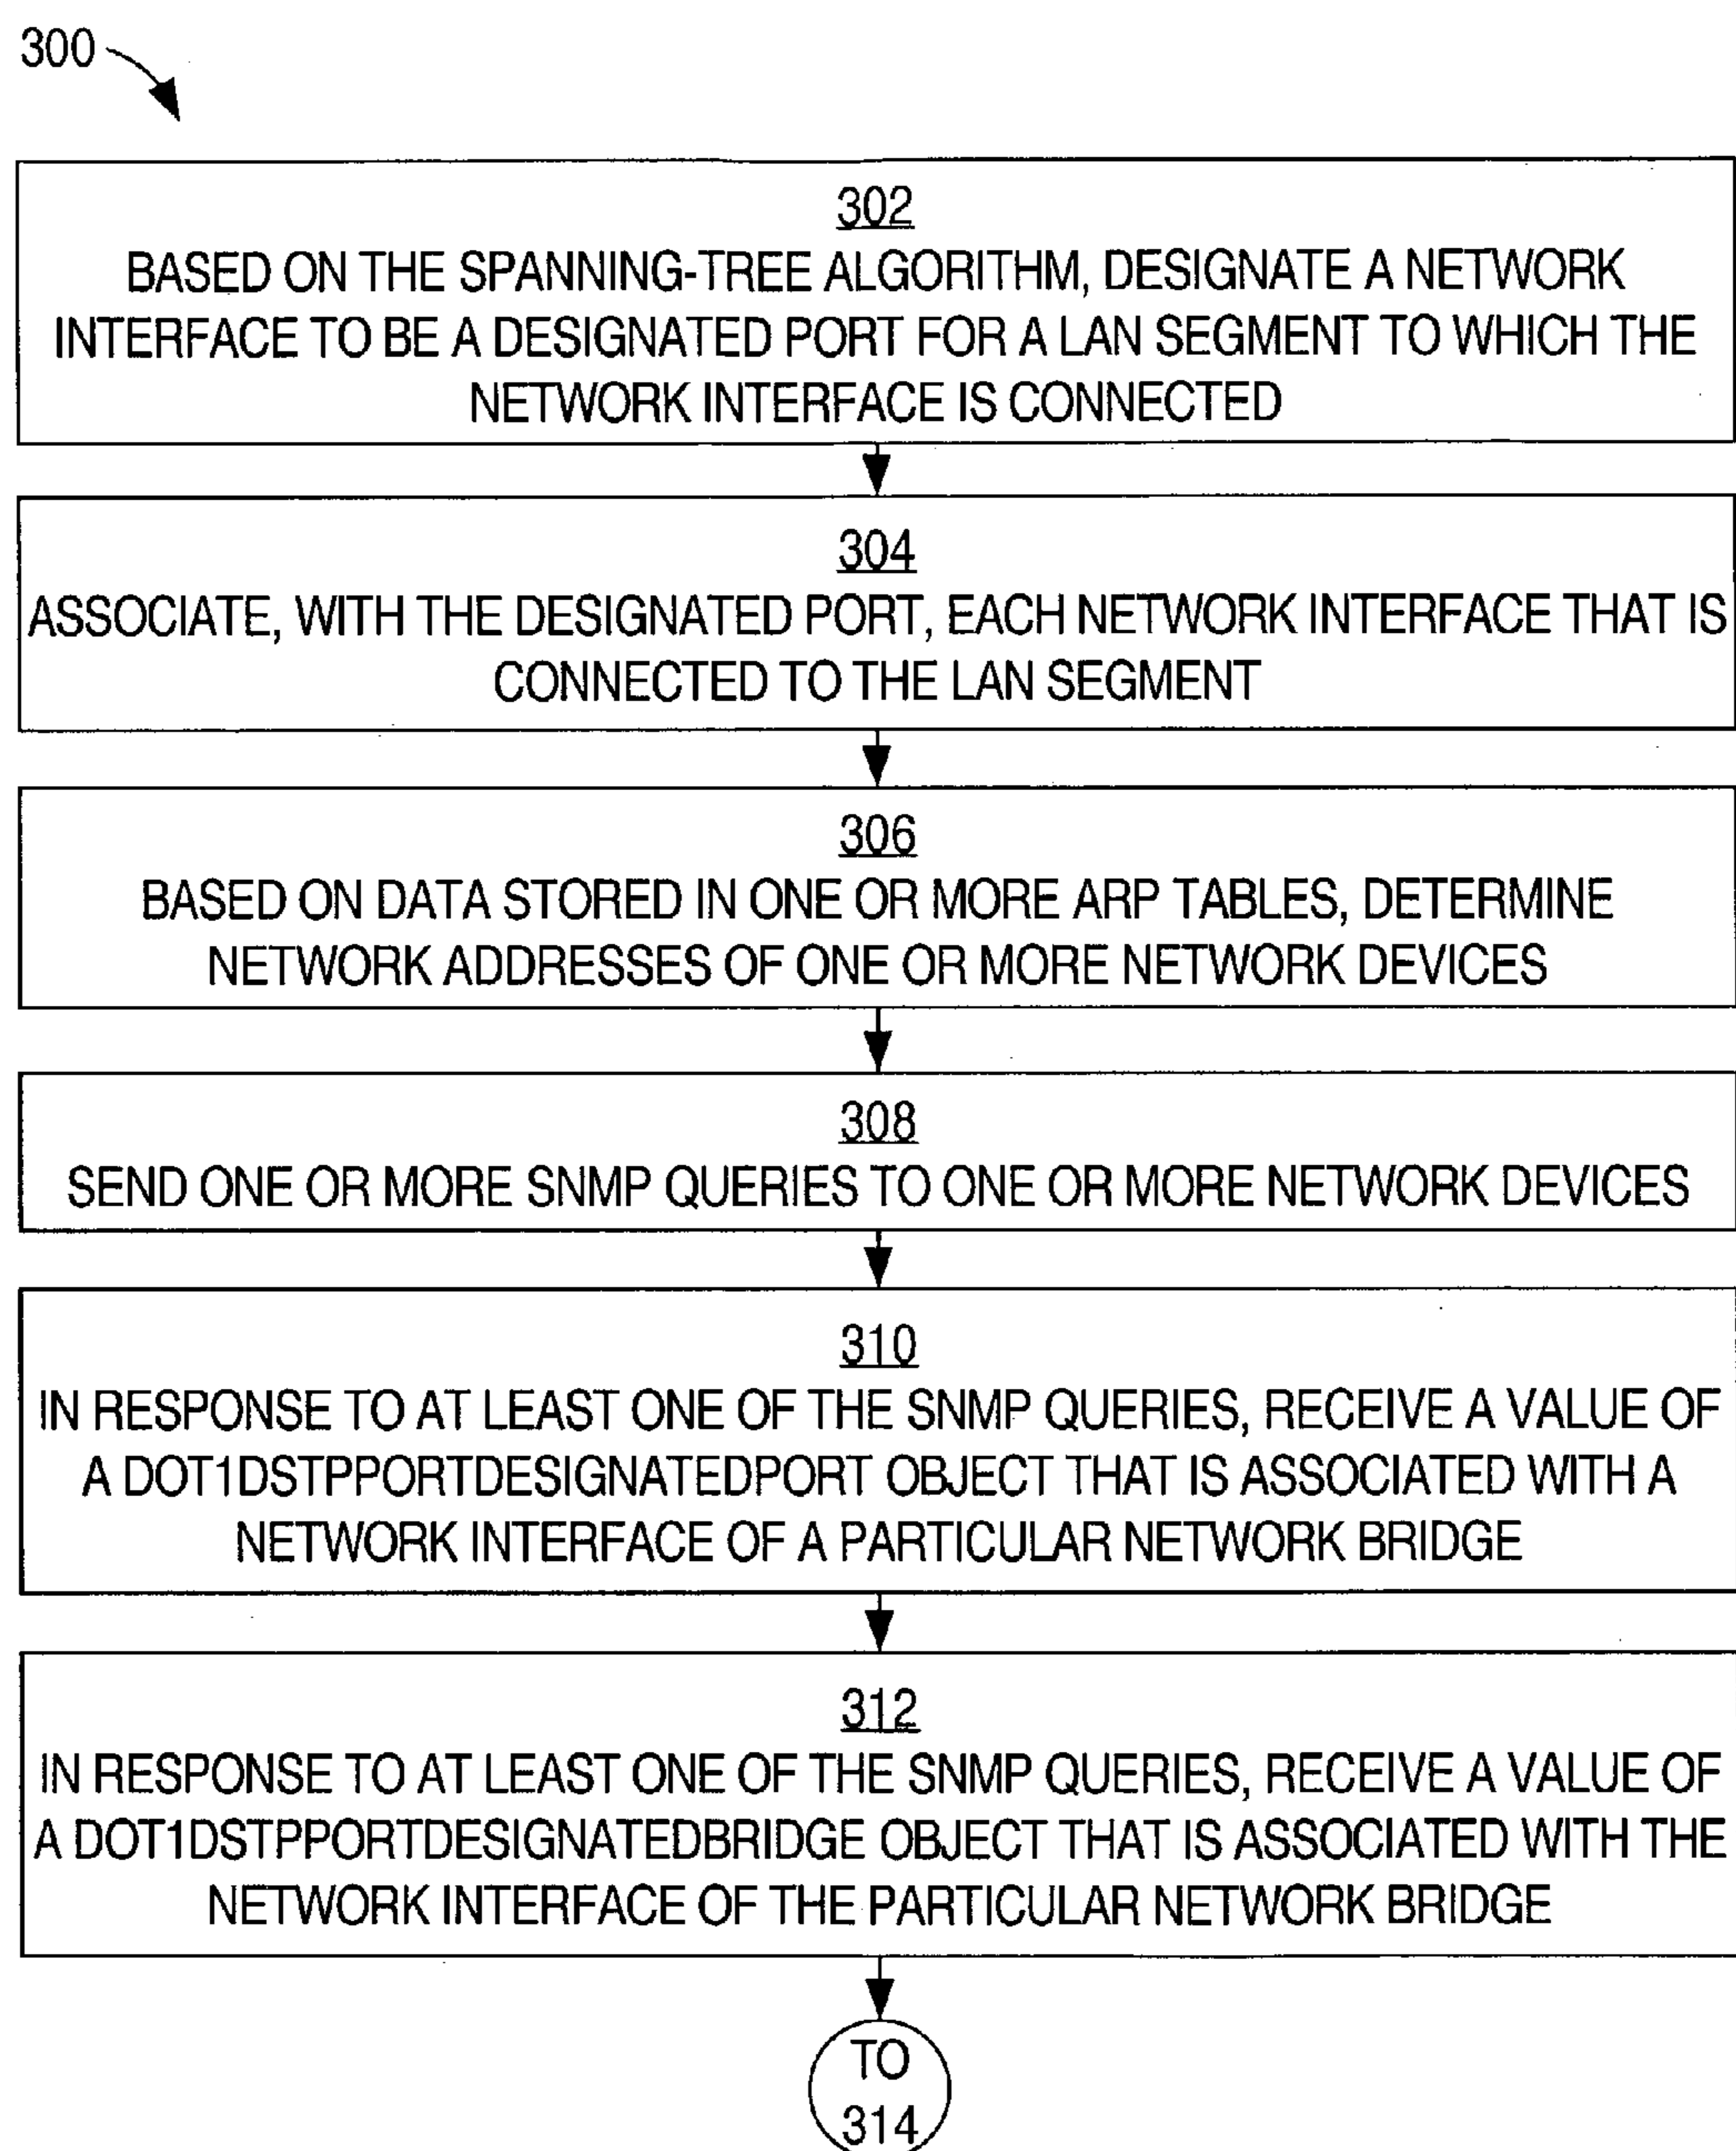 300
302
BASED ON THE SPANNING-TREE ALGORITHM, DESIGNATE A NETWORK
INTERFACE TO BE A DESIGNATED PORT FOR A LAN SEGMENT TO WHICH THE
NETWORK INTERFACE IS CONNECTED
304
ASSOCIATE, WITH THE DESIGNATED PORT, EACH NETWORK INTERFACE THAT IS
CONNECTED TO THE LAN SEGMENT
306
BASED ON DATA STORED IN ONE OR MORE ARP TABLES, DETERMINE
NETWORK ADDRESSES OF ONE OR MORE NETWORK DEVICES
308
SEND ONE OR MORE SNMP QUERIES TO ONE OR MORE NETWORK DEVICES
310
IN RESPONSE TO AT LEAST ONE OF THE SNMP QUERIES, RECEIVE A VALUE OF
A DOT1DSTPPORTDESIGNATEDPORT OBJECT THAT IS ASSOCIATED WITH A
NETWORK INTERFACE OF A PARTICULAR NETWORK BRIDGE
312
IN RESPONSE TO AT LEAST ONE OF THE SNMP QUERIES, RECEIVE A VALUE OF
A DOT1DSTPPORTDESIGNATEDBRIDGE OBJECT THAT IS ASSOCIATED WITH THE
NETWORK INTERFACE OF THE PARTICULAR NETWORK BRIDGE
TO
314